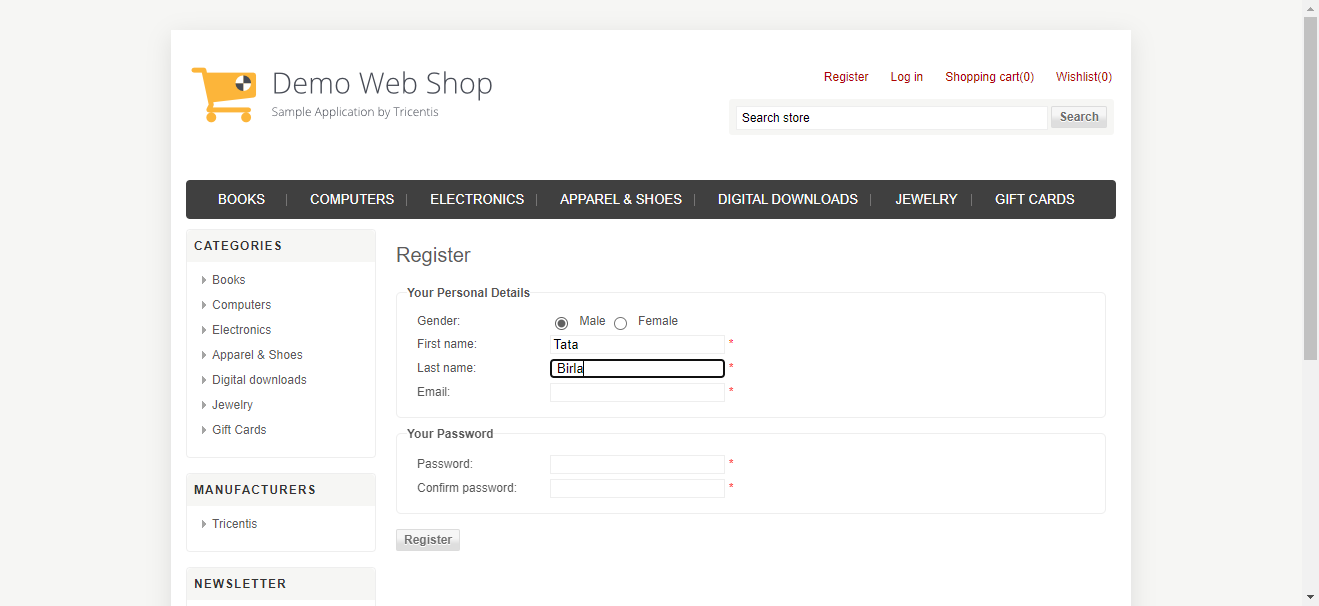 Demo Web Shop
Sample Application by Tricentis
Register Log in Shopping cart(0) Wishlist(0)
Search store Search
BOOKS COMPUTERS ELECTRONICS APPAREL & SHOES DIGITAL DOWNLOADS JEWELRY GIFT CARDS
CATEGORIES
Books
Computers
Electronics
Apparel & Shoes
Digital downloads
Jewelry
Gift Cards
MANUFACTURERS
Tricentis
NEWSLETTER
Register
Your Personal Details
Gender: Male Female
First name: Tata *
Last name: Birla *
Email: *
Your Password
Password: *
Confirm password: *
Register